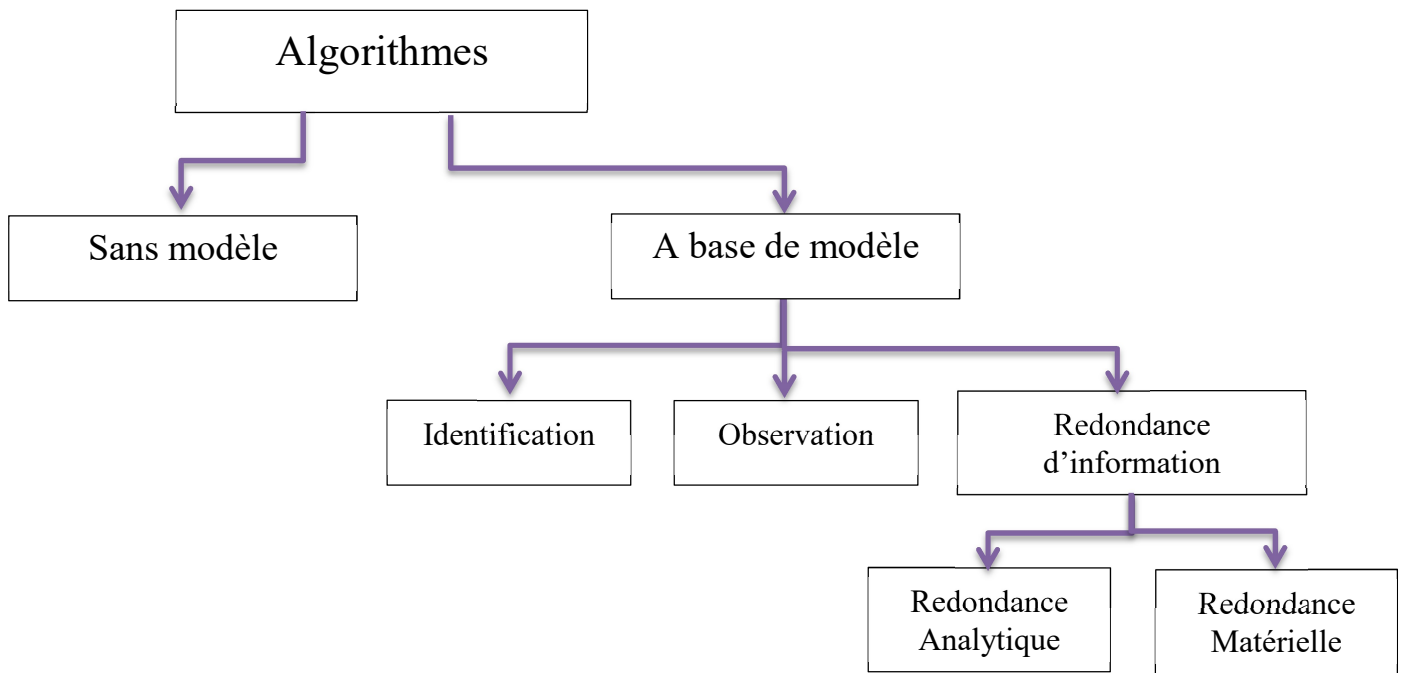 Algorithmes
Sans modèle
A base de modèle
Identification
Observation
Redondance
d’information
Redondance
Analytique
Redondance
Matérielle